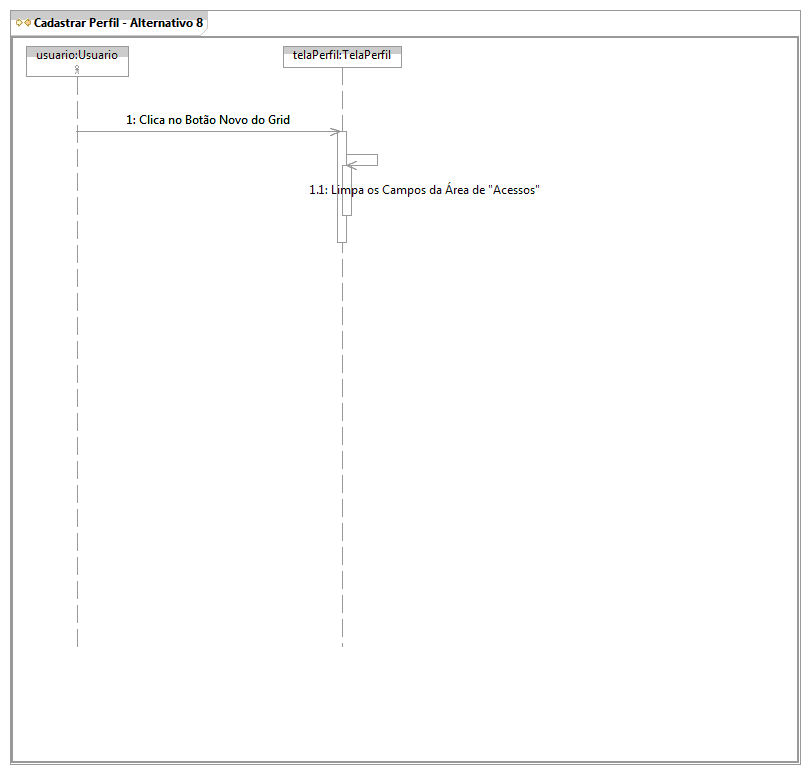 Cadastrar Perfil - Alternativo 8
usuario:Usuario
telaPerfil:TelaPerfil
1: Clica no Botão Novo do Grid
1.1: Limpa os Campos da Área de "Acessos"